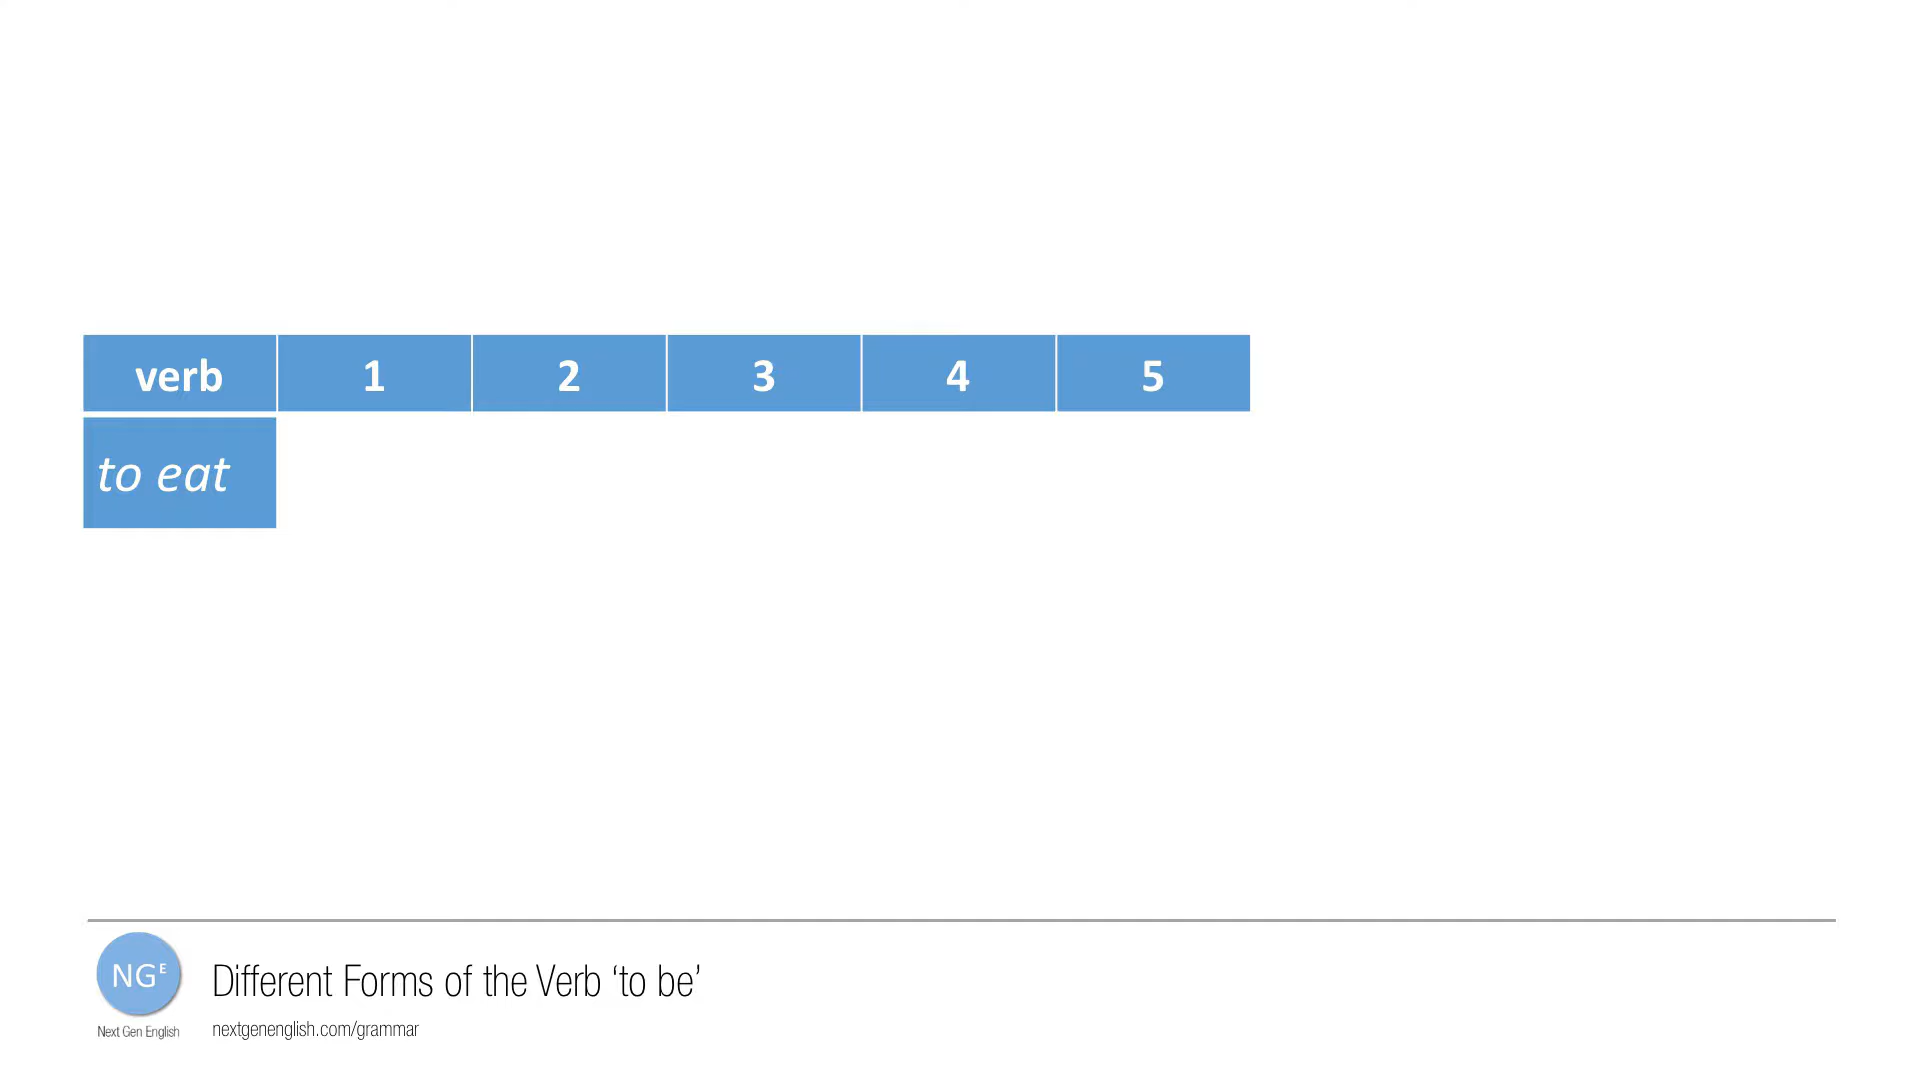 verb 1 2 3 4 5
to eat
NGE
Different Forms of the Verb ‘to be’
Next Gen English
nextgenenglish.com/grammar